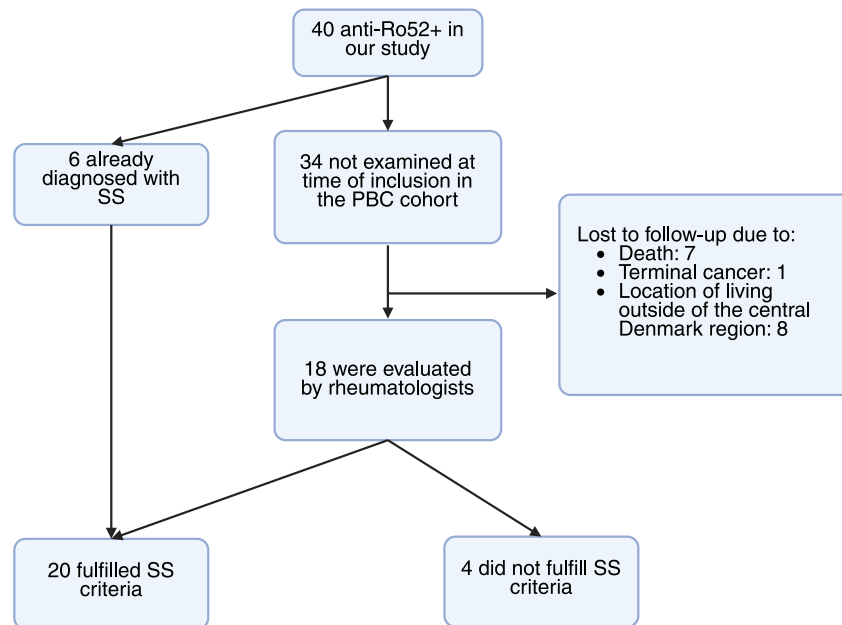 40 anti-Ro52+ in
our study
6 already
diagnosed with
SS
34 not examined at
time of inclusion in
the PBC cohort
Lost to follow-up due to:
• Death: 7
• Terminal cancer: 1
• Location of living
outside of the central
Denmark region: 8
18 were evaluated
by rheumatologists
20 fulfilled SS
criteria
4 did not fulfill SS
criteria